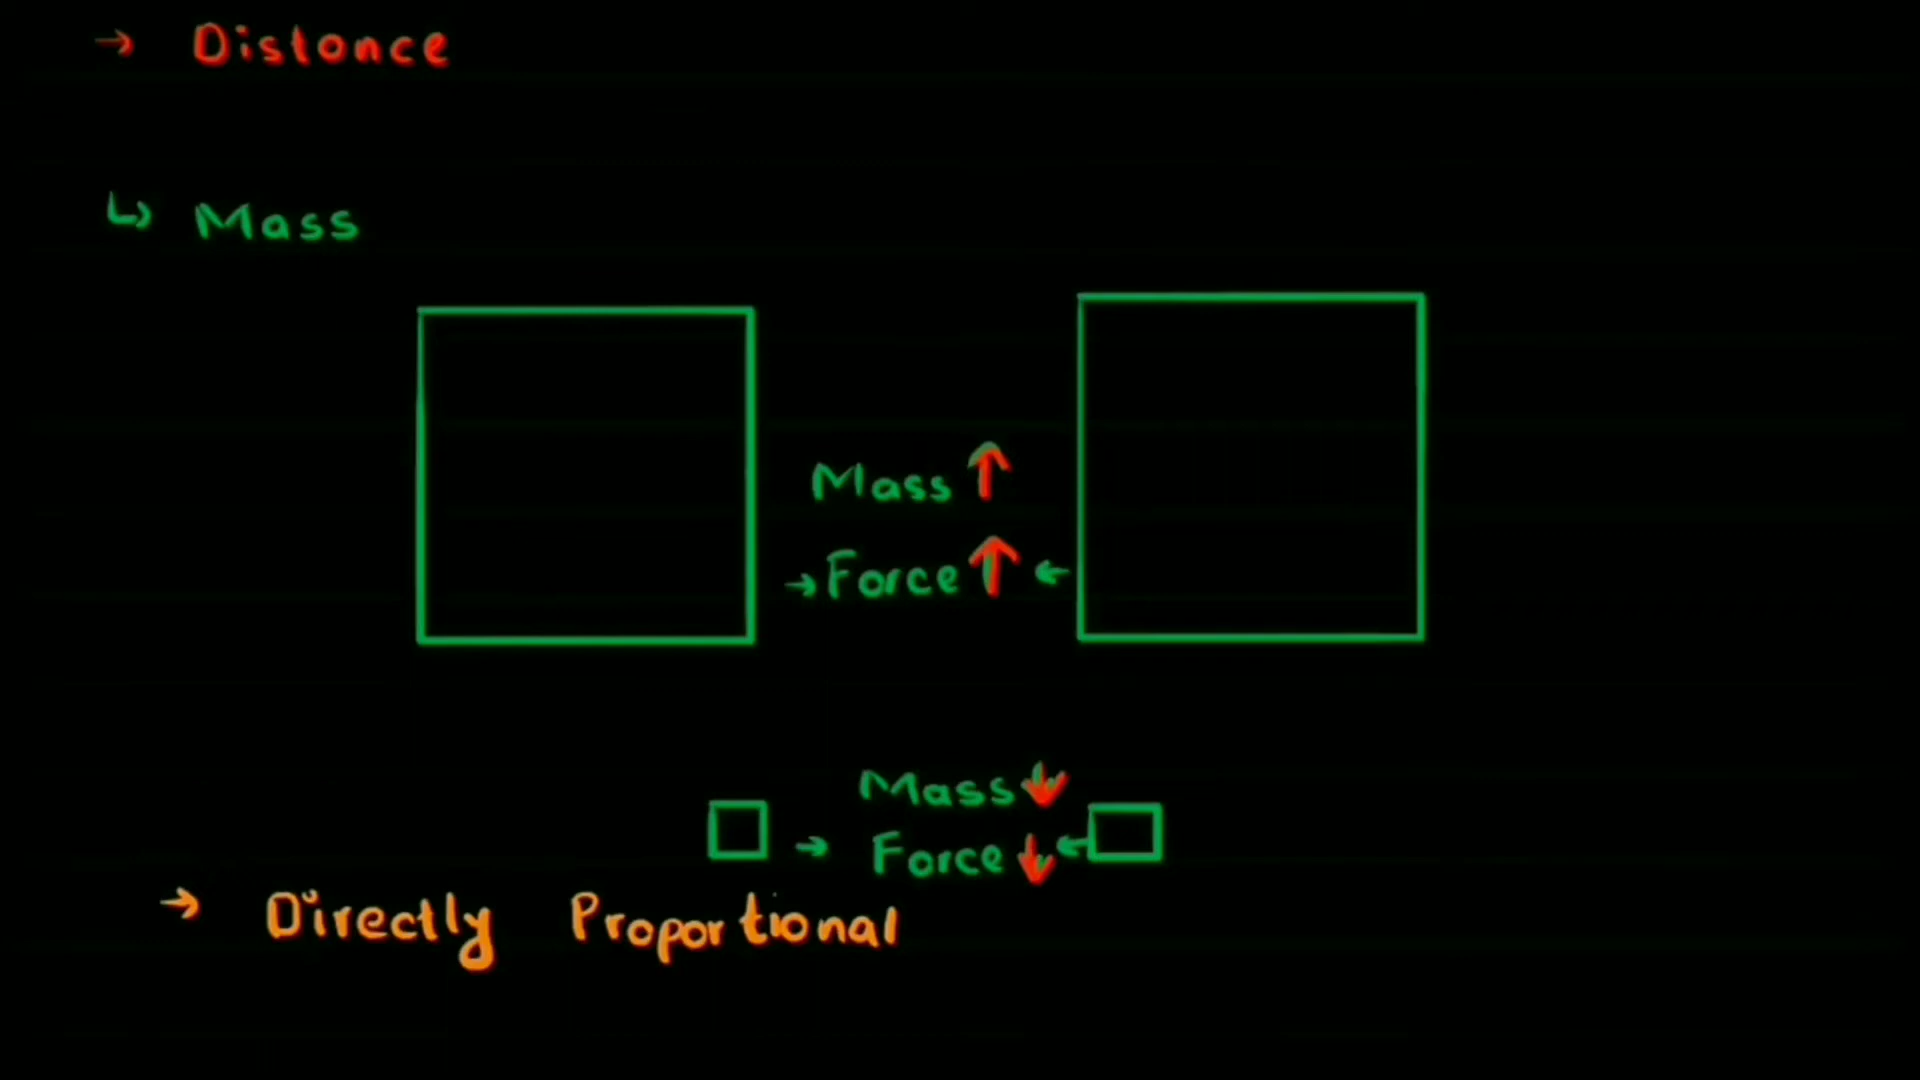 → Distance
↳ Mass
Mass ↑
→ Force ↑ ←
Mass ↓
→ Force ↓ ←
→ Directly Proportional